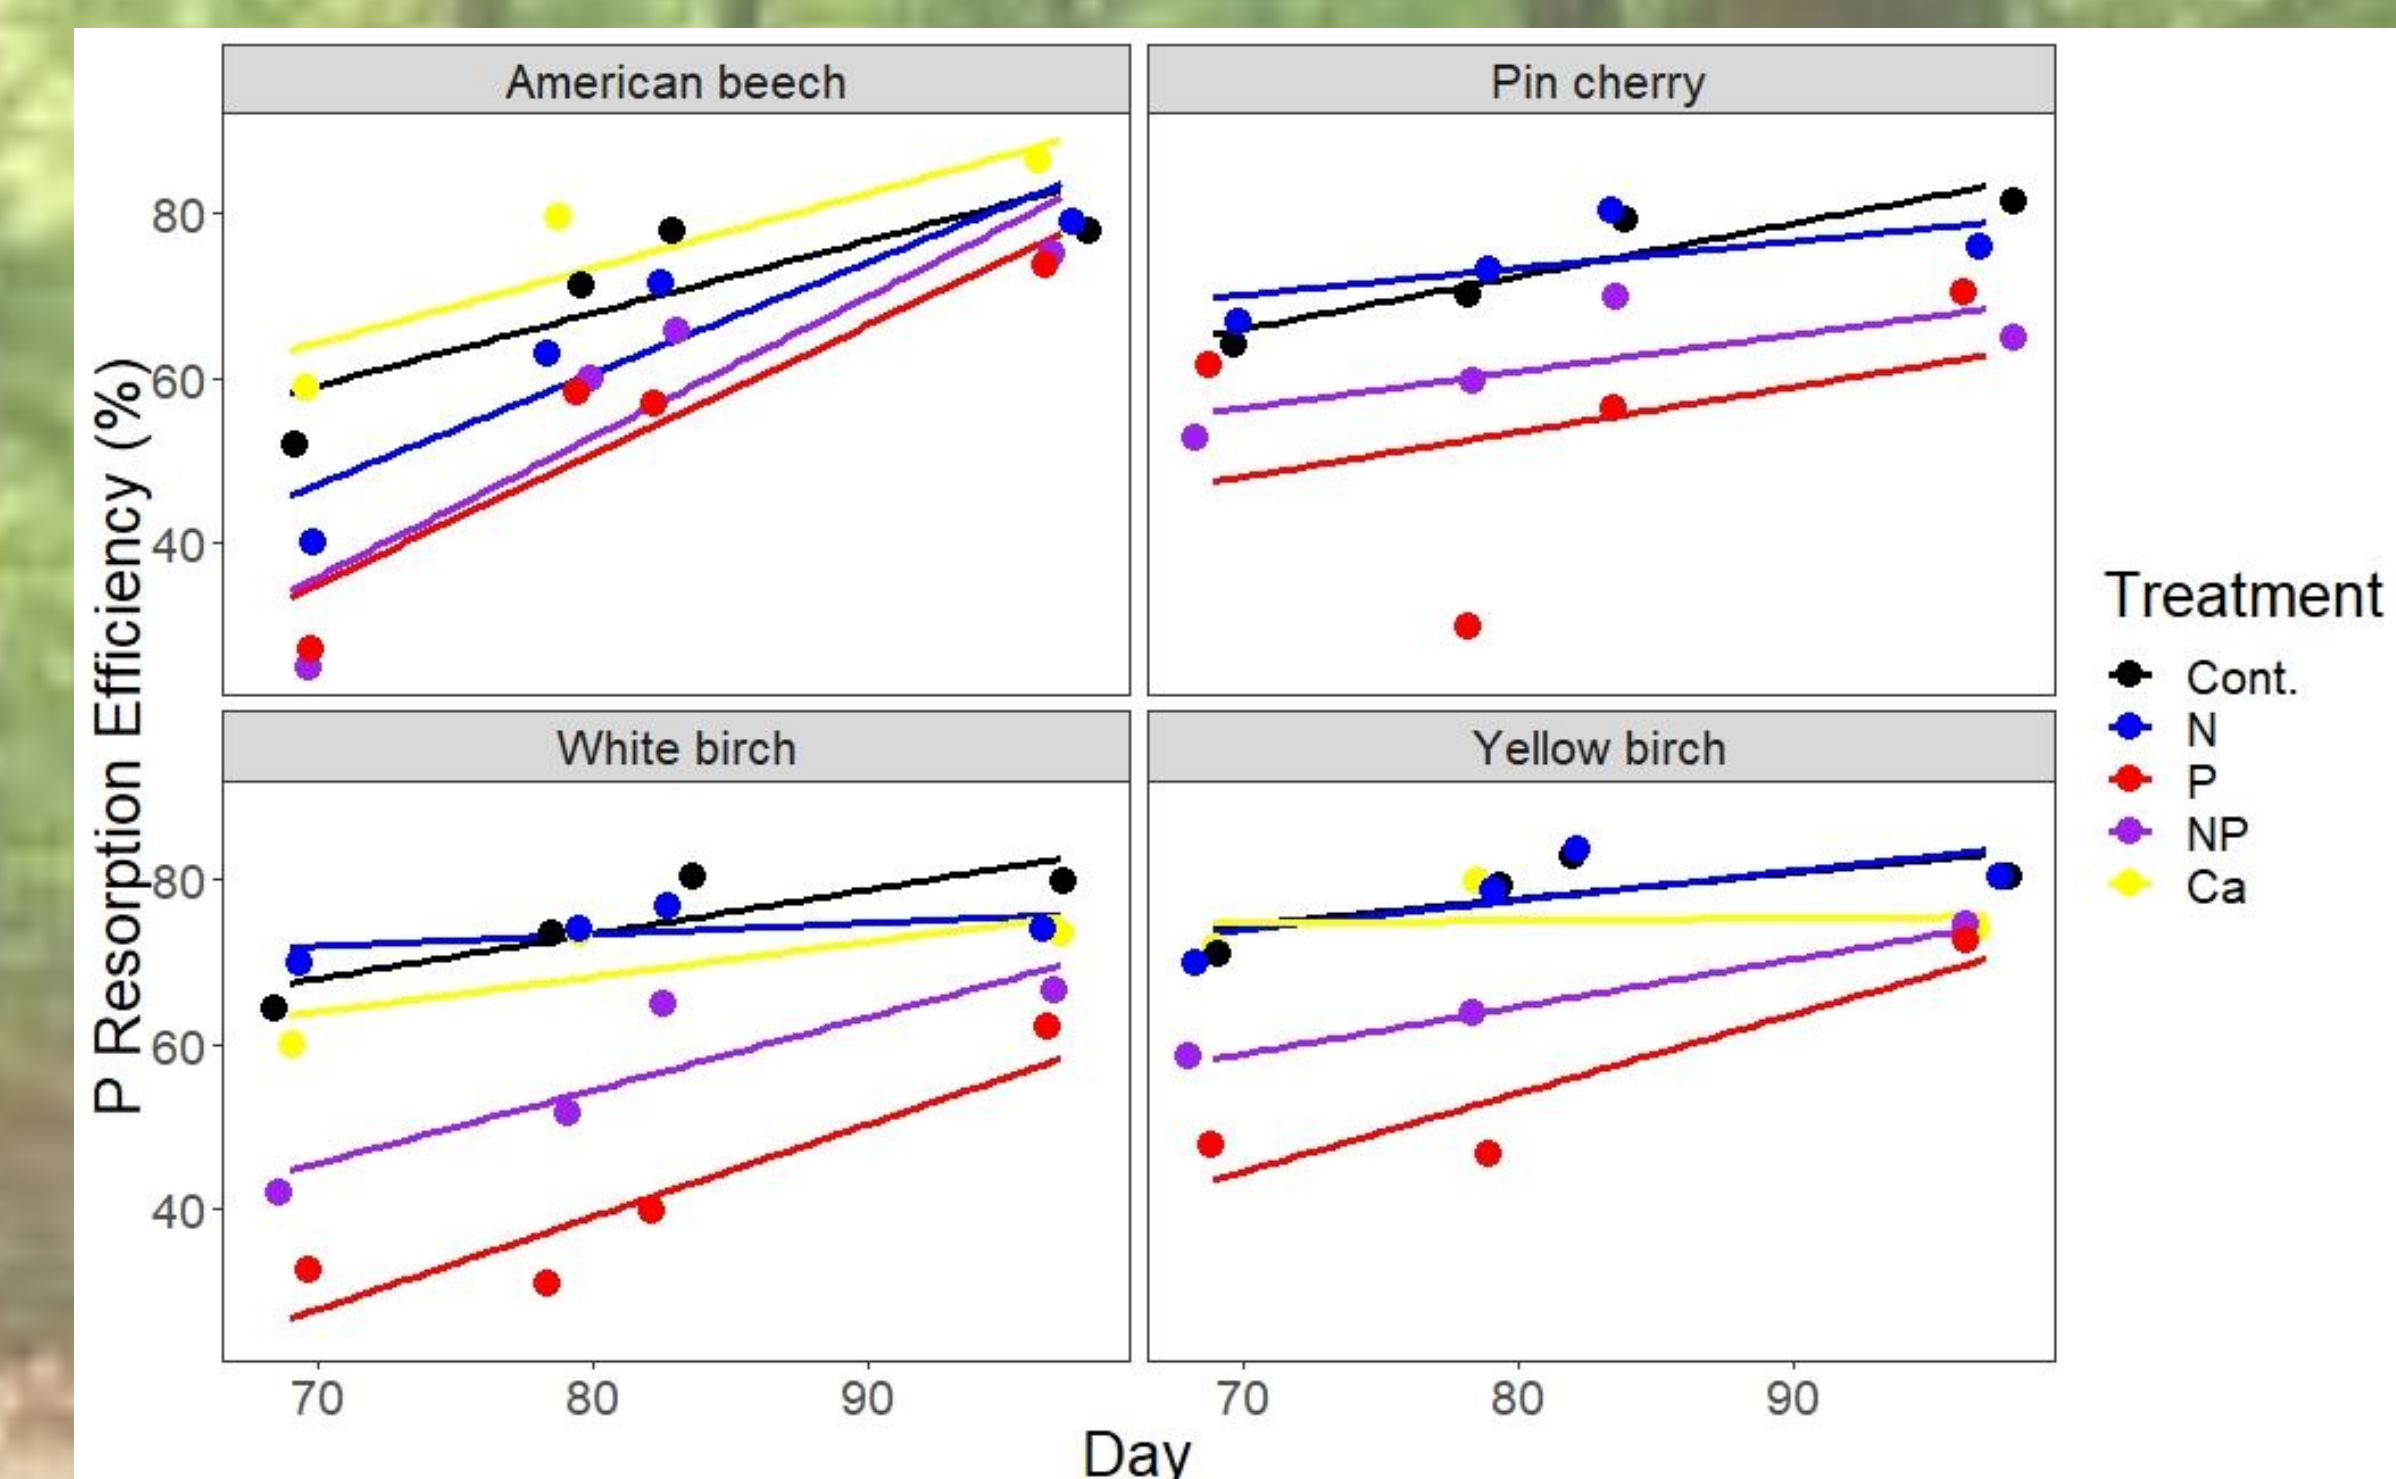 American beech
Pin cherry
80
60
40
White birch
Yellow birch
80
60
40
70
80
90
70
80
90
Day
P Resorption Efficiency (%)
Treatment
Cont.
N
P
NP
Ca